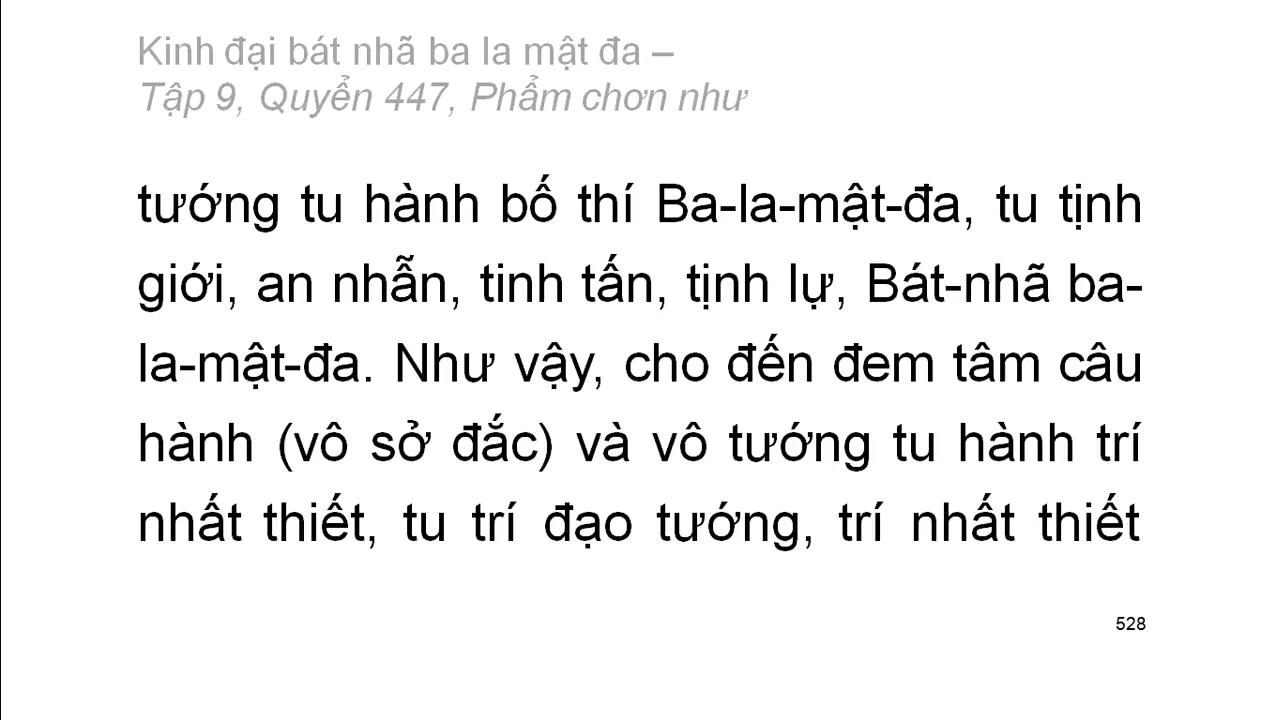 Kinh đại bát nhã ba la mật đa –
Tập 9, Quyển 447, Phẩm chơn như
tướng tu hành bố thí Ba-la-mật-đa, tu tịnh
giới, an nhẫn, tinh tấn, tịnh lự, Bát-nhã ba-
la-mật-đa. Như vậy, cho đến đem tâm câu
hành (vô sở đắc) và vô tướng tu hành trí
nhất thiết, tu trí đạo tướng, trí nhất thiết
528